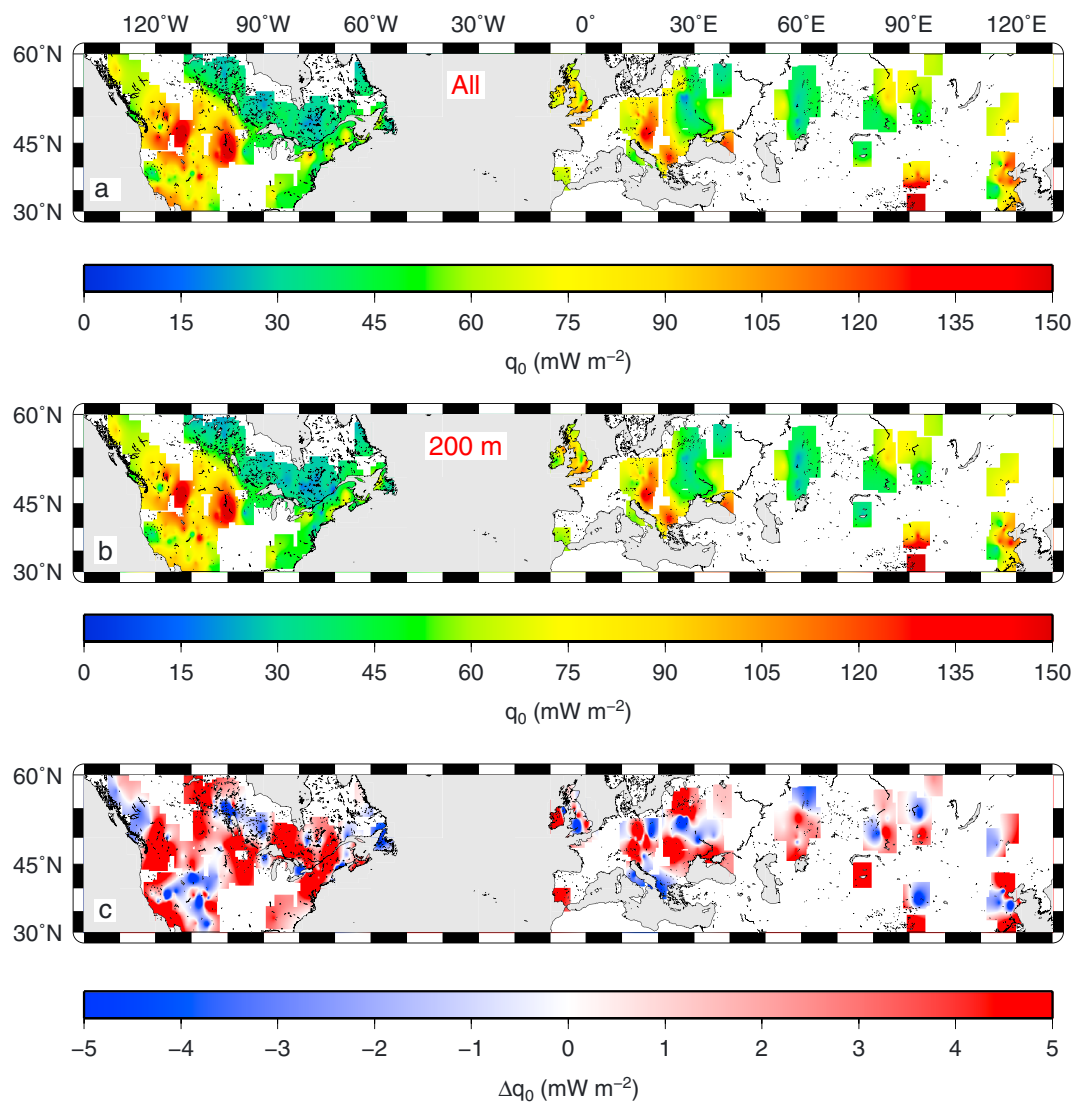 120˚W 90˚W 60˚W 30˚W 0˚ 30˚E 60˚E 90˚E 120˚E
60˚N
All
45˚N
a
30˚N
0 15 30 45 60 75 90 105 120 135 150
q₀ (mW m⁻²)
60˚N
200 m
45˚N
b
30˚N
0 15 30 45 60 75 90 105 120 135 150
q₀ (mW m⁻²)
60˚N
45˚N
c
30˚N
−5 −4 −3 −2 −1 0 1 2 3 4 5
Δq₀ (mW m⁻²)